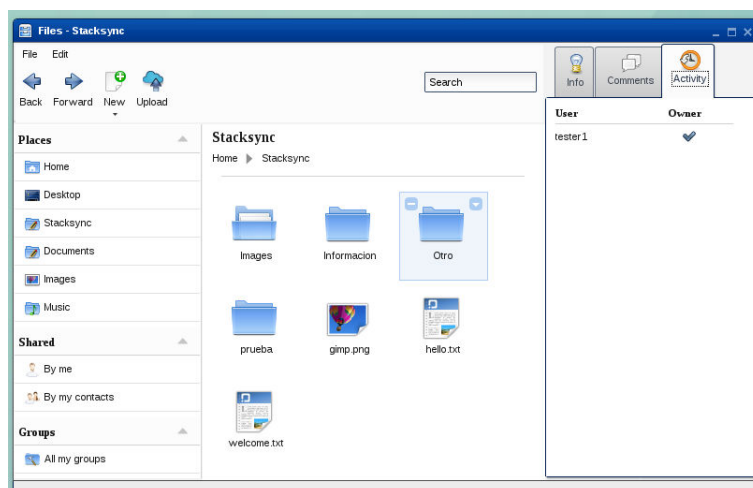 Files - Stacksync
File Edit
Back Forward New Upload
Search
Info
Comments
Activity
User Owner
tester1
Places
Home
Desktop
Stacksync
Documents
Images
Music
Shared
By me
By my contacts
Groups
All my groups
Stacksync
Home Stacksync
Images Informacion Otro
prueba gimp.png hello.txt
welcome.txt